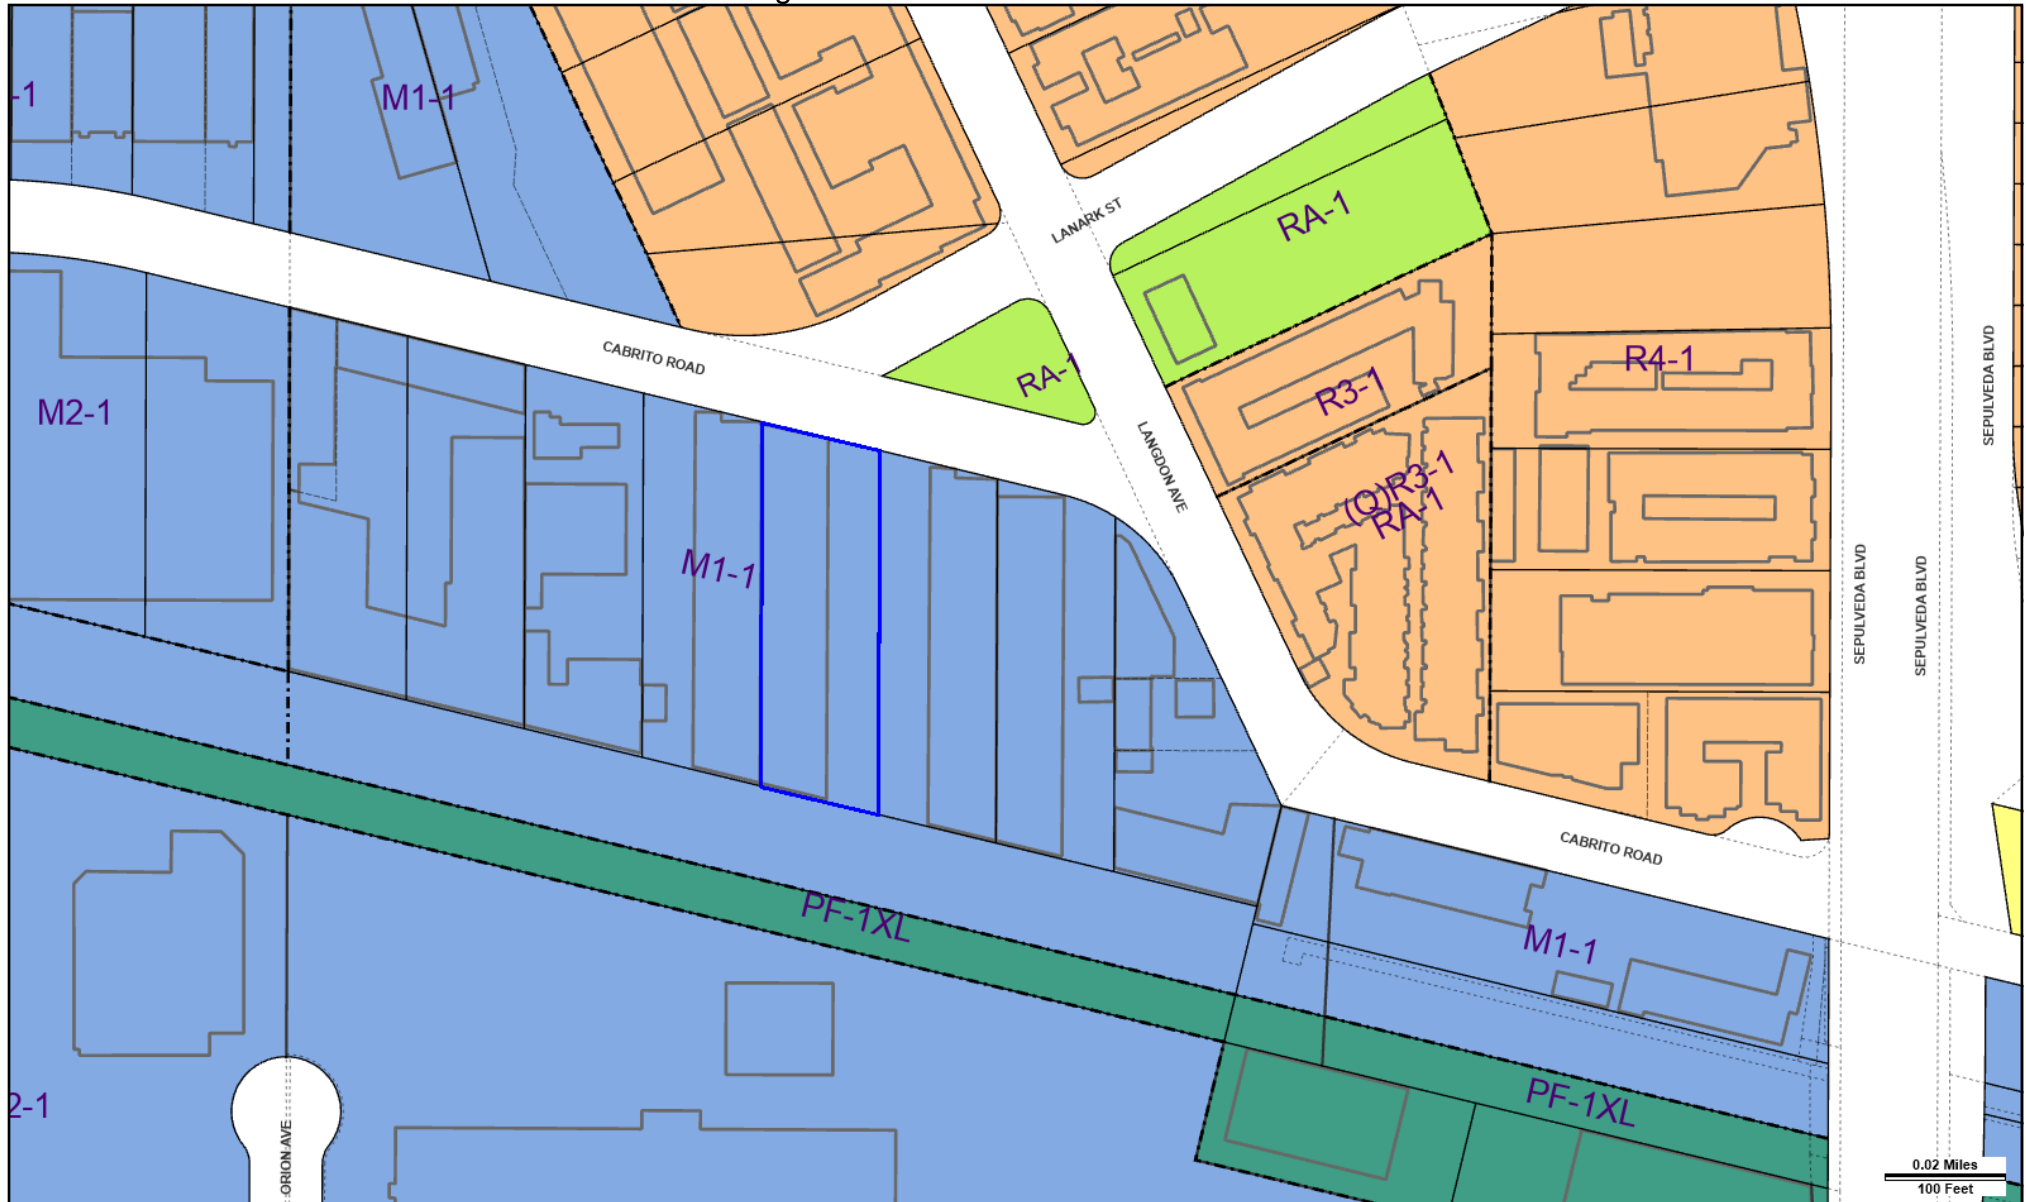 -1
M1-1
LANARK ST
RA-1
CABRITO ROAD
RA-1
R3-1
R4-1
SEPULVEDA BLVD
M2-1
LANGDON AVE
(Q)R3-1
RA-1
M1-1
SEPULVEDA BLVD
SEPULVEDA BLVD
CABRITO ROAD
PF-1XL
M1-1
PF-1XL
2-1
ORION AVE
0.02 Miles
100 Feet